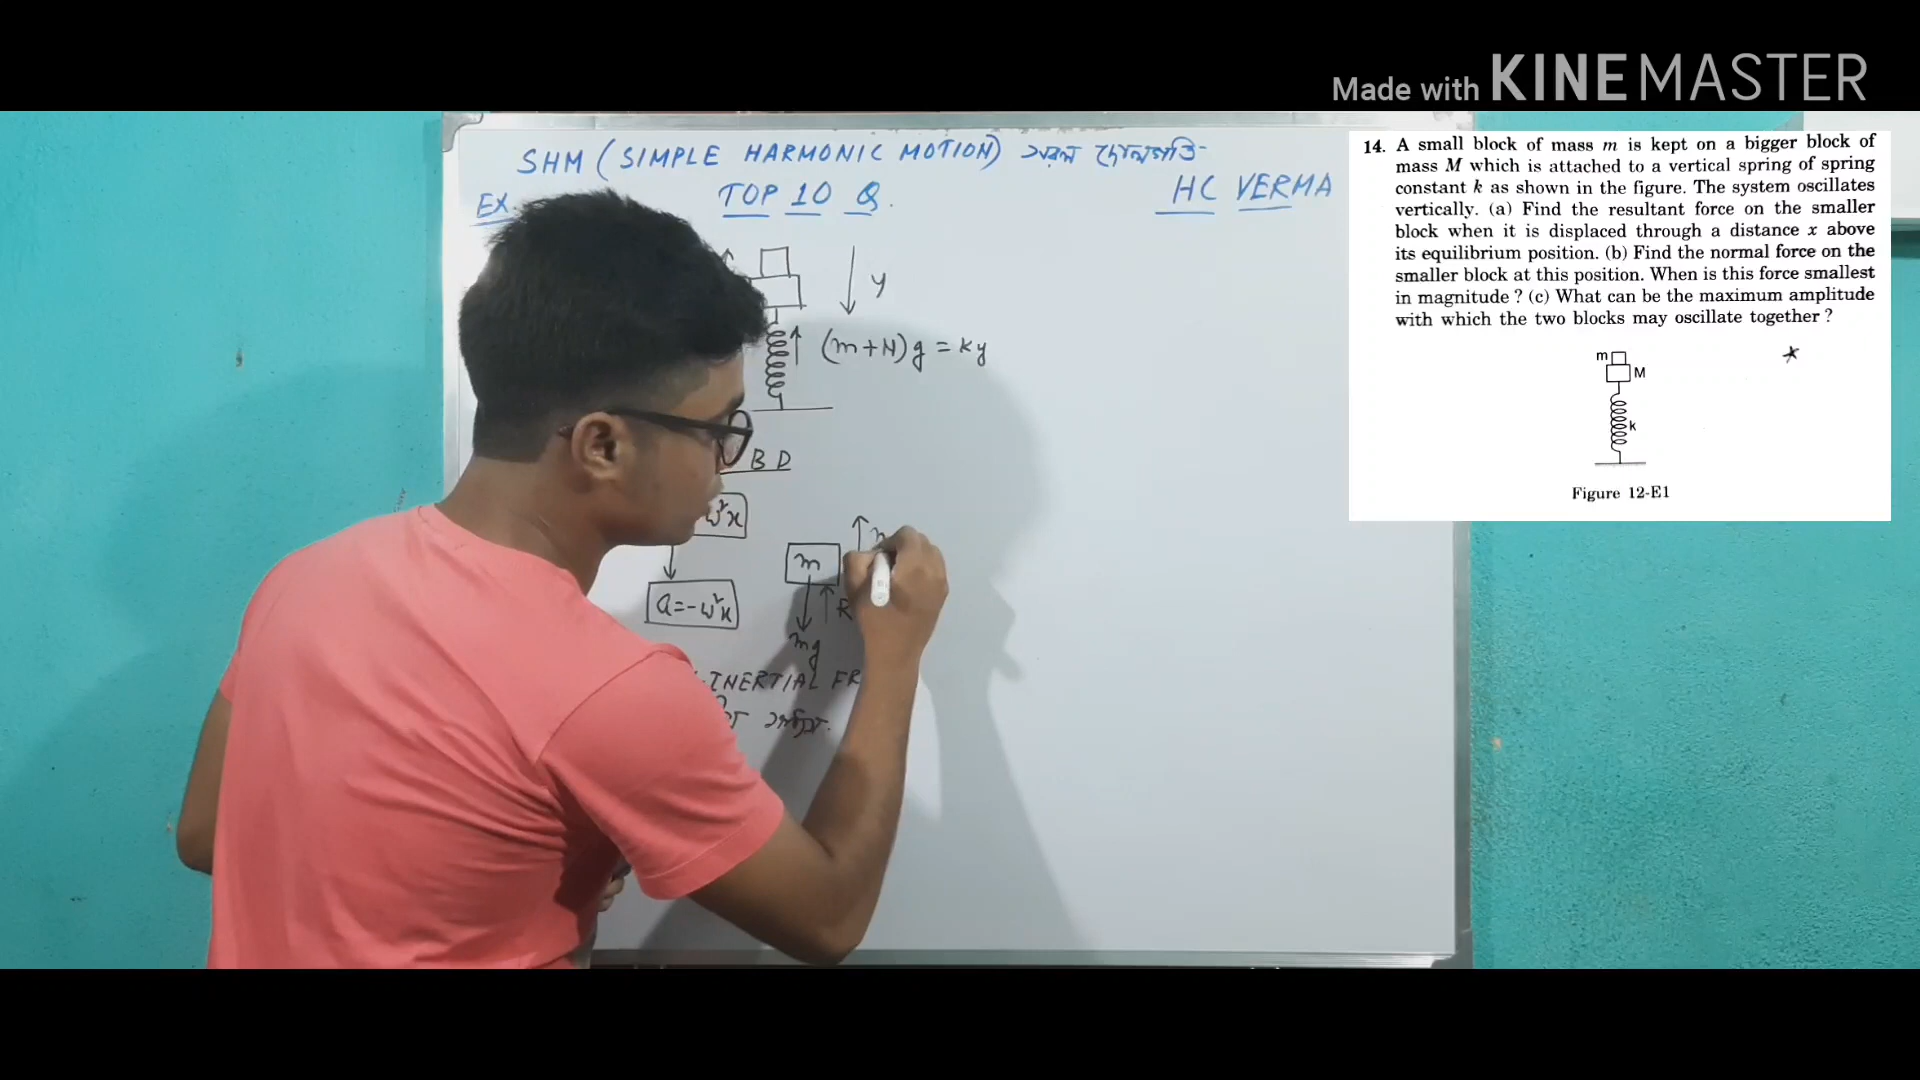 Made with KINEMASTER
SHM (SIMPLE HARMONIC MOTION) সরল দোলগতি
EX.
TOP 10 Q.
HC VERMA
y
(m+M)g = ky
BD
ω²x
m
a=-ω²x
R
mg
INERTIAL FR
14. A small block of mass m is kept on a bigger block of
mass M which is attached to a vertical spring of spring
constant k as shown in the figure. The system oscillates
vertically. (a) Find the resultant force on the smaller
block when it is displaced through a distance x above
its equilibrium position. (b) Find the normal force on the
smaller block at this position. When is this force smallest
in magnitude ? (c) What can be the maximum amplitude
with which the two blocks may oscillate together ?
m
M
k
Figure 12-E1